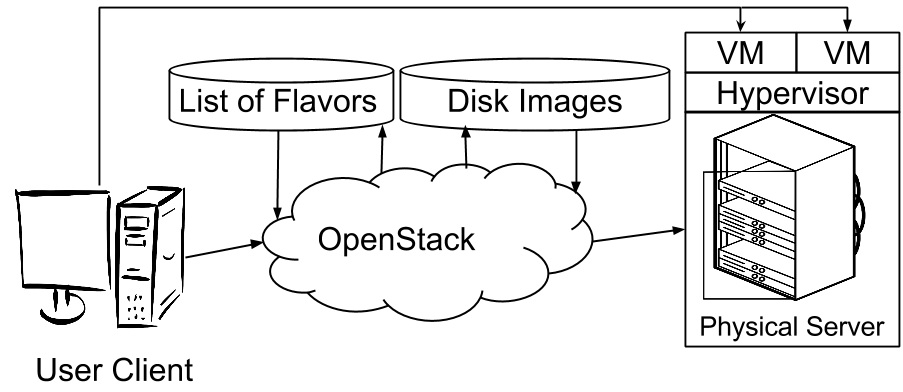 VM
VM
Hypervisor
List of Flavors
Disk Images
OpenStack
Physical Server
User Client